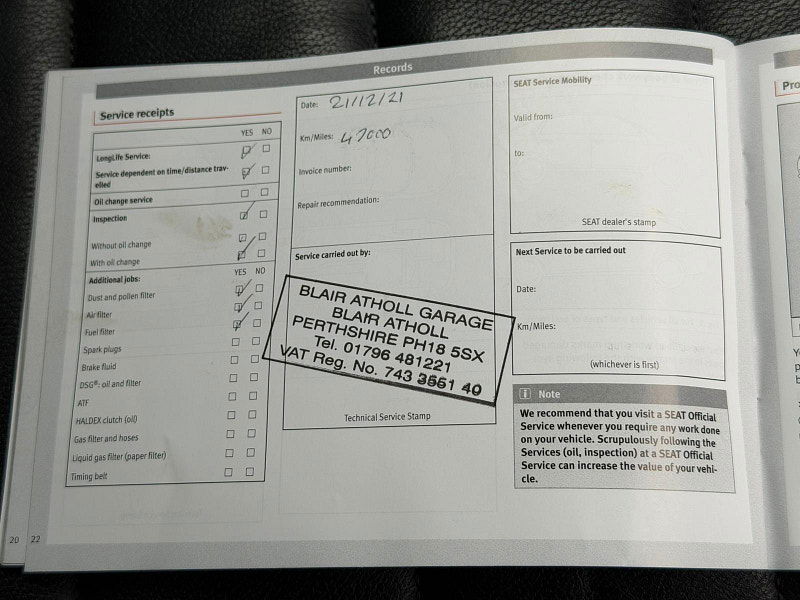 Records
Service receipts
YES NO
LongLife Service:
Service dependent on time/distance trav-
elled
Oil change service
Inspection
Without oil change
With oil change
Additional jobs: YES NO
Dust and pollen filter
Air filter
Fuel filter
Spark plugs
Brake fluid
DSG®: oil and filter
ATF
HALDEX clutch (oil)
Gas filter and hoses
Liquid gas filter (paper filter)
Timing belt
Date: 21/12/21
Km/Miles: 47000
Invoice number:
Repair recommendation:
Service carried out by:
BLAIR ATHOLL GARAGE
BLAIR ATHOLL
PERTHSHIRE PH18 5SX
Tel. 01796 481221
VAT Reg. No. 743 3561 40
Technical Service Stamp
SEAT Service Mobility
Valid from:
to:
SEAT dealer's stamp
Next Service to be carried out
Date:
Km/Miles:
(whichever is first)
i Note
We recommend that you visit a SEAT Official
Service whenever you require any work done
on your vehicle. Scrupulously following the
Services (oil, inspection) at a SEAT Official
Service can increase the value of your vehi-
cle.
20 22
Pro